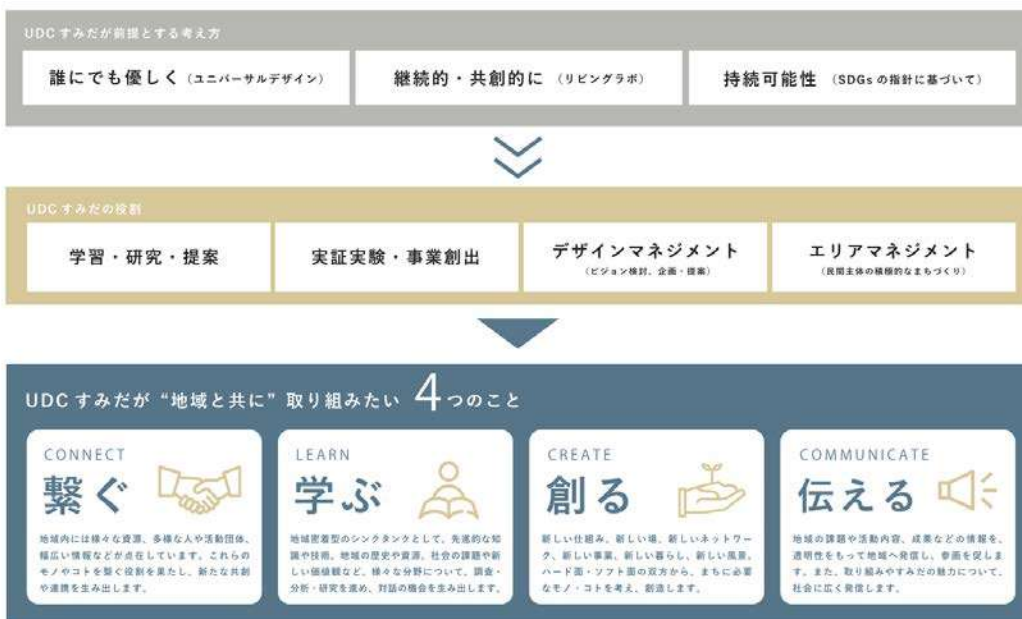 UDCすみだが前提とする考え方
誰にでも優しく（ユニバーサルデザイン）
継続的・共創的に（リビングラボ）
持続可能性（SDGsの指針に基づいて）
UDCすみだの役割
学習・研究・提案
実証実験・事業創出
デザインマネジメント
（ビジョン検討、企画・提案）
エリアマネジメント
（民間主体の積極的なまちづくり）
UDCすみだが“地域と共に”取り組みたい 4つのこと
CONNECT
繋ぐ
地域内には様々な資源、多様な人や活動団体、
幅広い情報などが点在しています。これらの
モノやコトを繋ぐ役割を果たし、新たな共創
や連携を生み出します。
LEARN
学ぶ
地域密着型のシンクタンクとして、先進的な知
識や技術、地域の歴史や資源、社会の課題や新
しい価値観など、様々な分野について、調査・
分析・研究を進め、対話の機会を生み出します。
CREATE
創る
新しい仕組み、新しい場、新しいネットワー
ク、新しい事業、新しい暮らし、新しい風景。
ハード面・ソフト面の双方から、まちに必要
なモノ・コトを考え、創造します。
COMMUNICATE
伝える
地域の課題や活動内容、成果などの情報を、
透明性をもって地域へ発信し、参画を促しま
す。また、取り組みやすみだの魅力について、
社会に広く発信します。